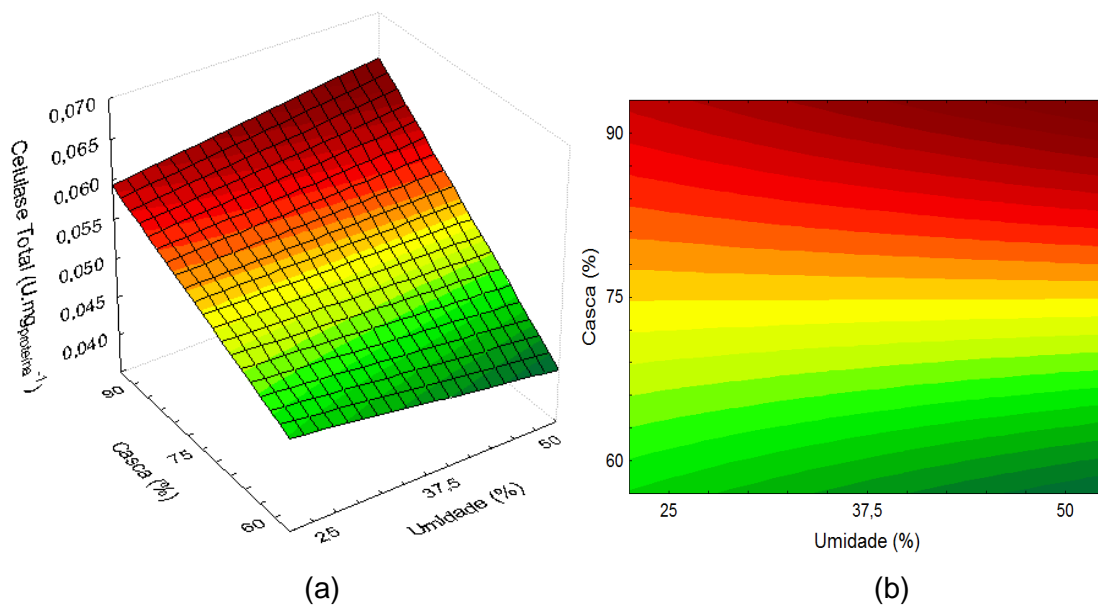 0,070
0,065
0,060
0,055
0,050
0,045
0,040
Celulase Total (U.mgproteína-1)
90
75
60
Casca (%)
25
37,5
50
Umidade (%)
(a)
90
75
60
Casca (%)
25
37,5
50
Umidade (%)
(b)